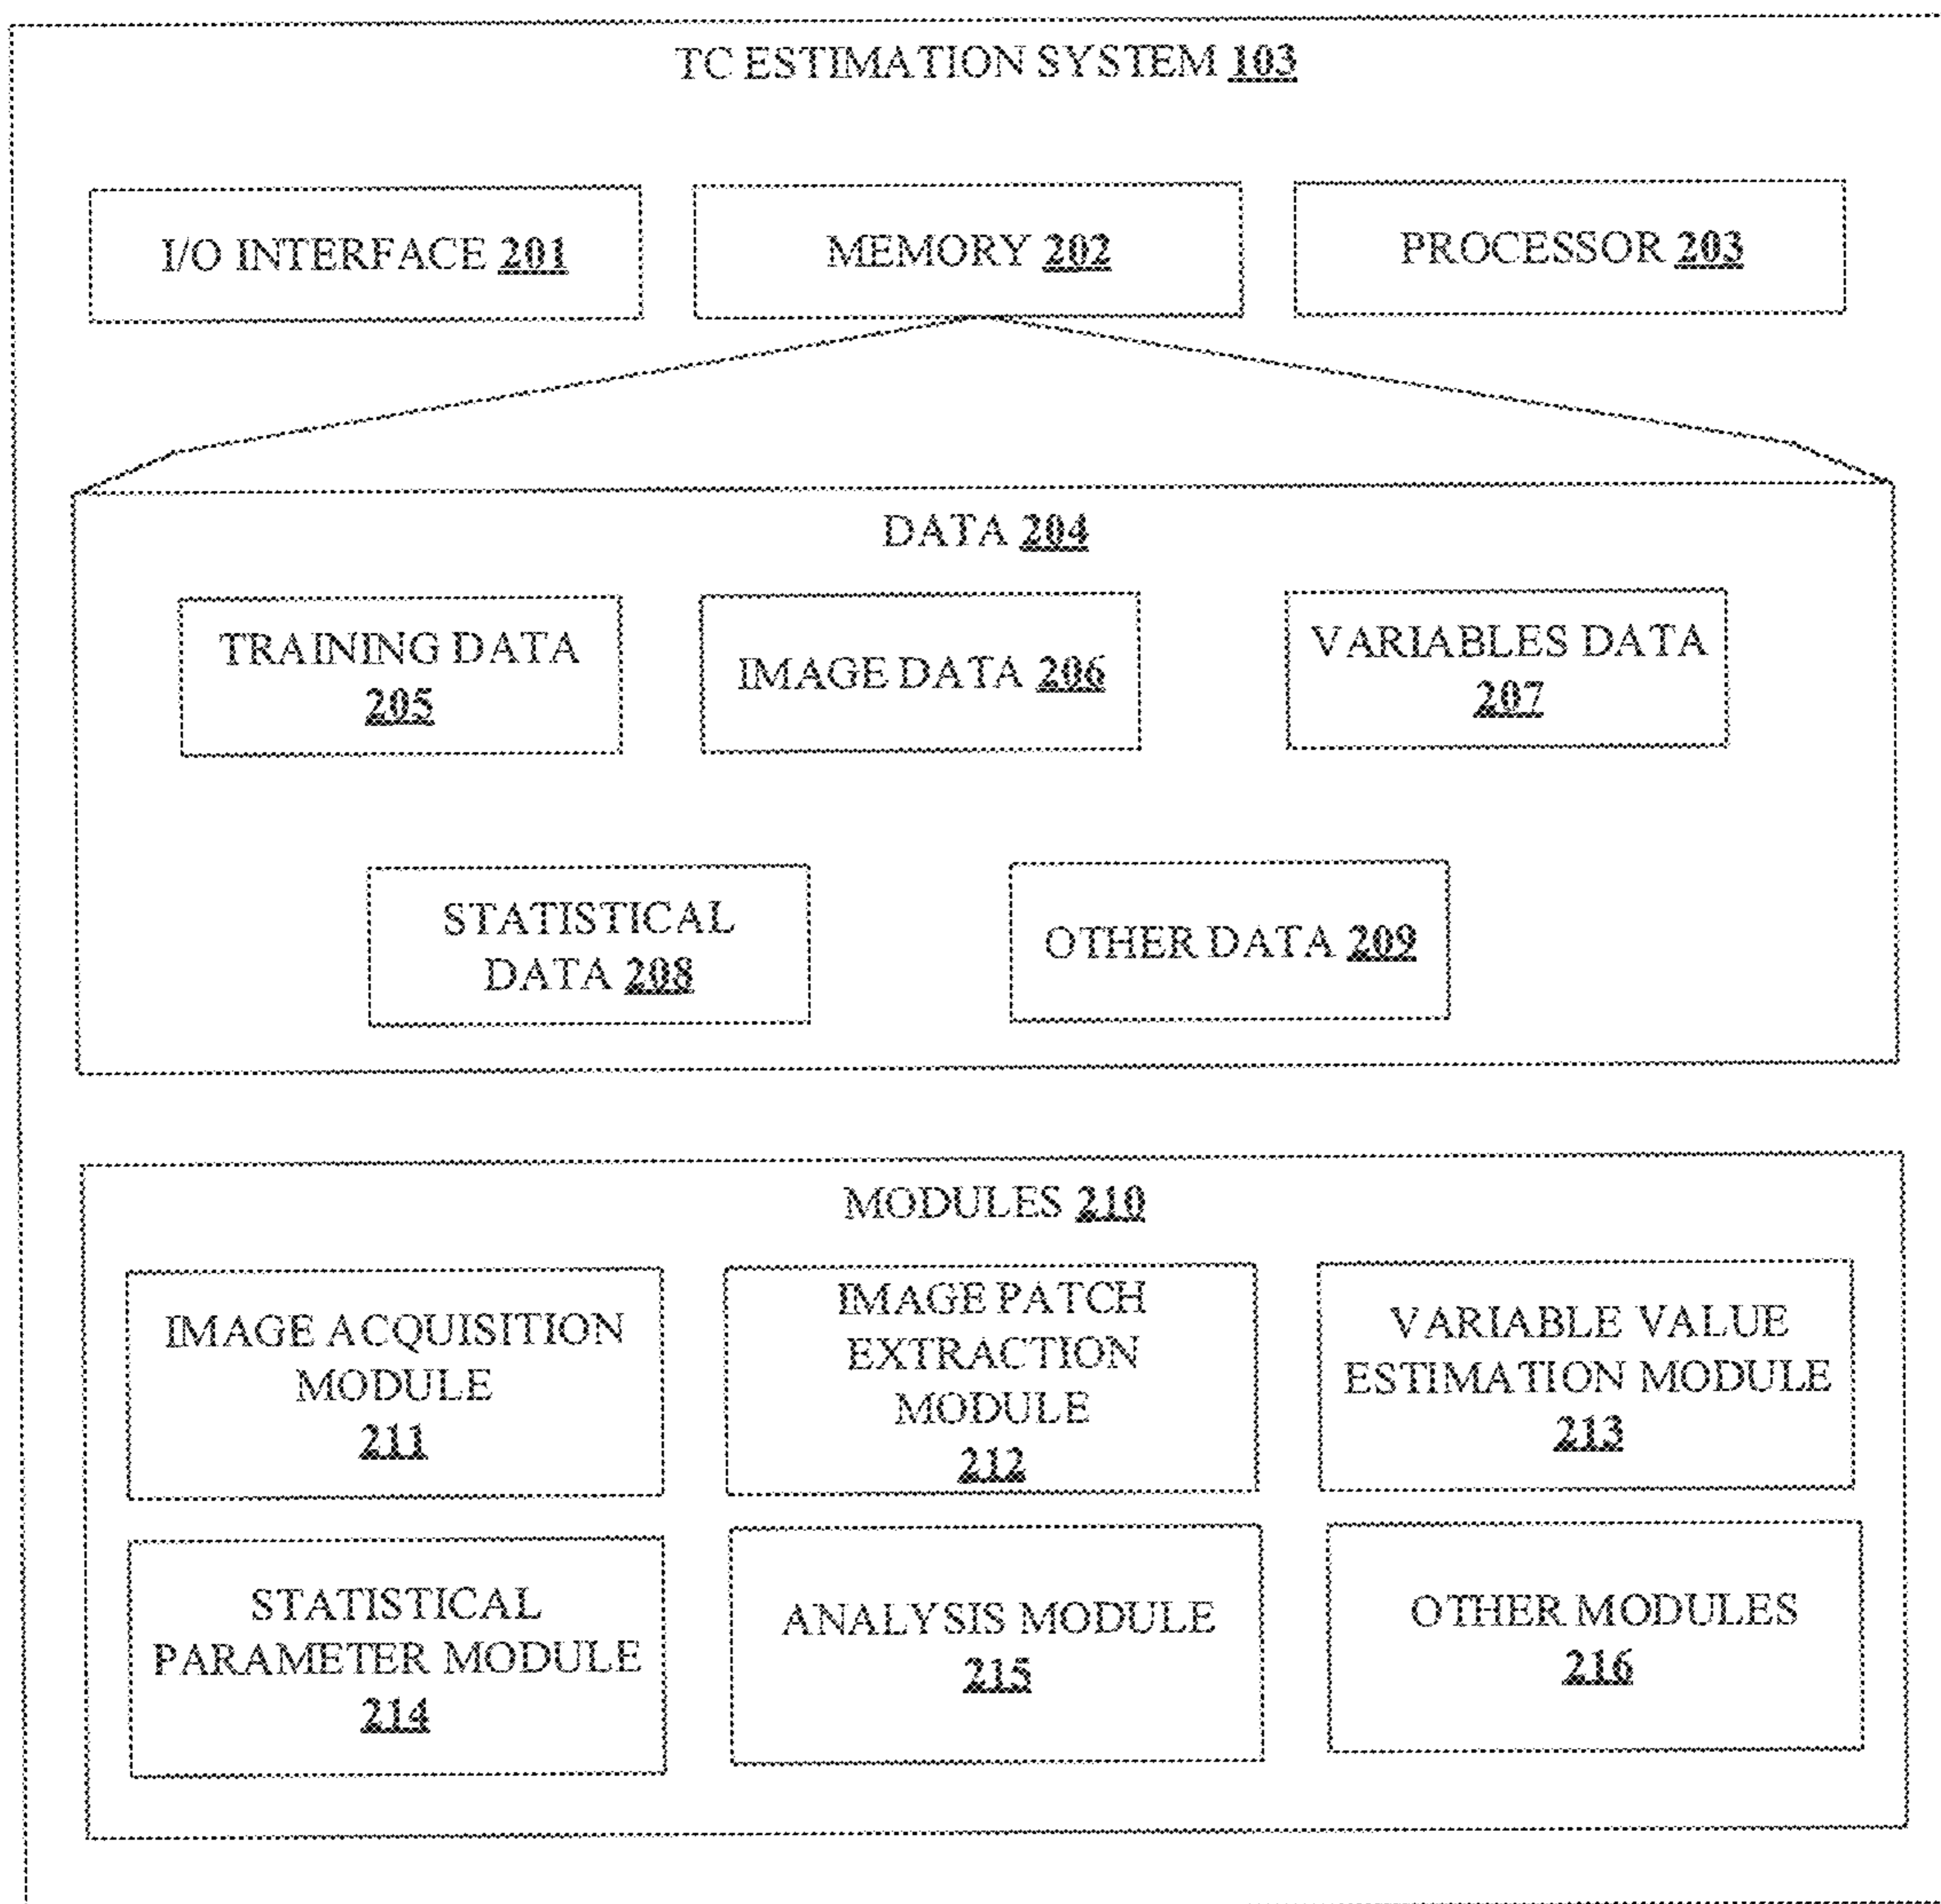 TC ESTIMATION SYSTEM 103
I/O INTERFACE 201
MEMORY 202
PROCESSOR 203
DATA 204
TRAINING DATA
205
IMAGE DATA 206
VARIABLES DATA
207
STATISTICAL
DATA 208
OTHER DATA 209
MODULES 210
IMAGE ACQUISITION
MODULE
211
IMAGE PATCH
EXTRACTION
MODULE
212
VARIABLE VALUE
ESTIMATION MODULE
213
STATISTICAL
PARAMETER MODULE
214
ANALYSIS MODULE
215
OTHER MODULES
216